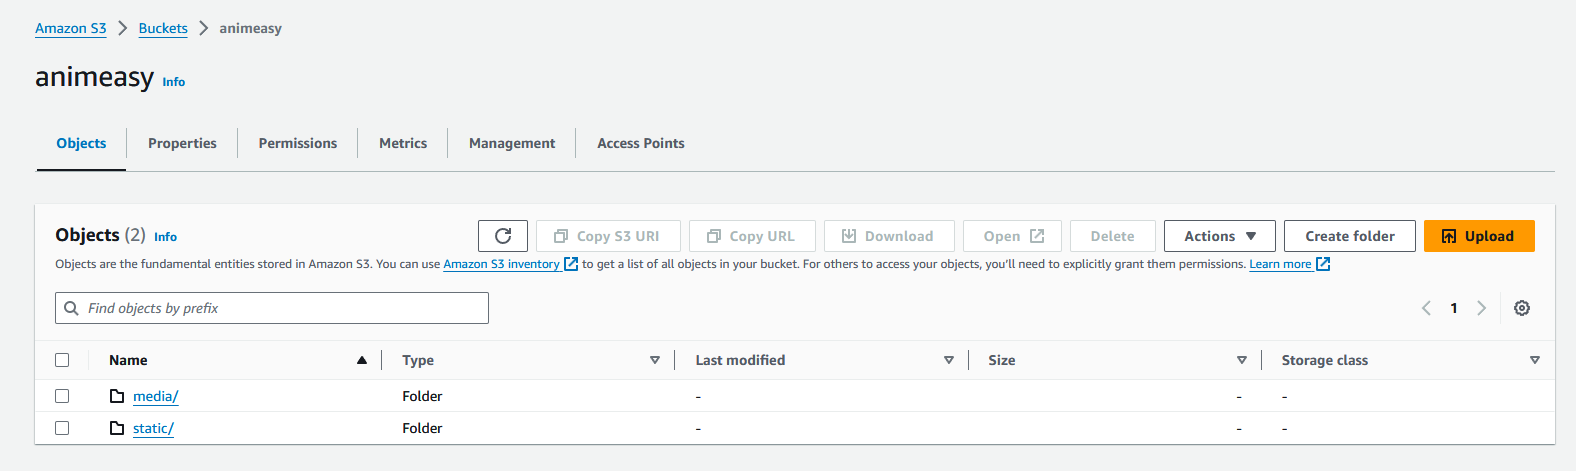 Amazon S3 > Buckets > animeasy
animeasy Info
Objects Properties Permissions Metrics Management Access Points
Objects (2) Info Copy S3 URI Copy URL Download Open Delete Actions Create folder Upload
Objects are the fundamental entities stored in Amazon S3. You can use Amazon S3 inventory to get a list of all objects in your bucket. For others to access your objects, you'll need to explicitly grant them permissions. Learn more
Find objects by prefix 1
Name Type Last modified Size Storage class
media/ Folder - - -
static/ Folder - - -